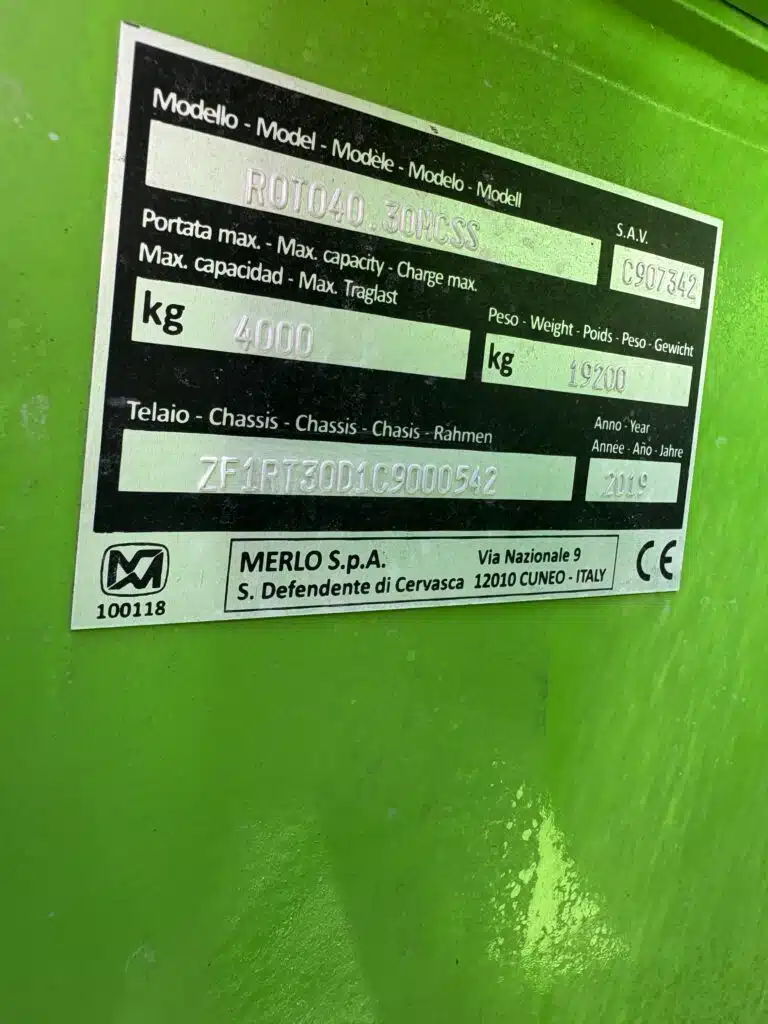 Modello - Model - Modèle - Modelo - Modell
ROTO40.30MCSS
S.A.V.
C907342
Portata max. - Max. capacity - Charge max.
Max. capacidad - Max. Traglast
kg 4000
Peso - Weight - Poids - Peso - Gewicht
kg 19200
Telaio - Chassis - Chassis - Chasis - Rahmen
ZF1RT30D1C9000542
Anno - Year
Année - Año - Jahre
2019
100118
MERLO S.p.A. Via Nazionale 9
S. Defendente di Cervasca 12010 CUNEO - ITALY
CE